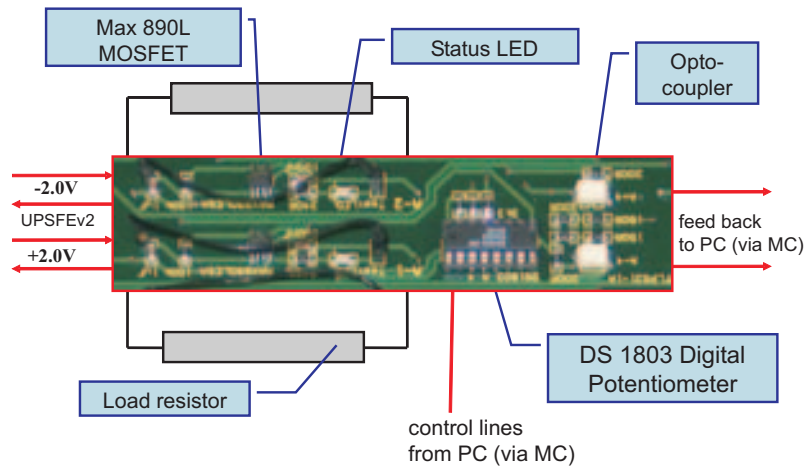 Max 890L
MOSFET
Status LED
Opto-
coupler
-2.0V
UPSFEv2
+2.0V
feed back
to PC (via MC)
Load resistor
DS 1803 Digital
Potentiometer
control lines
from PC (via MC)